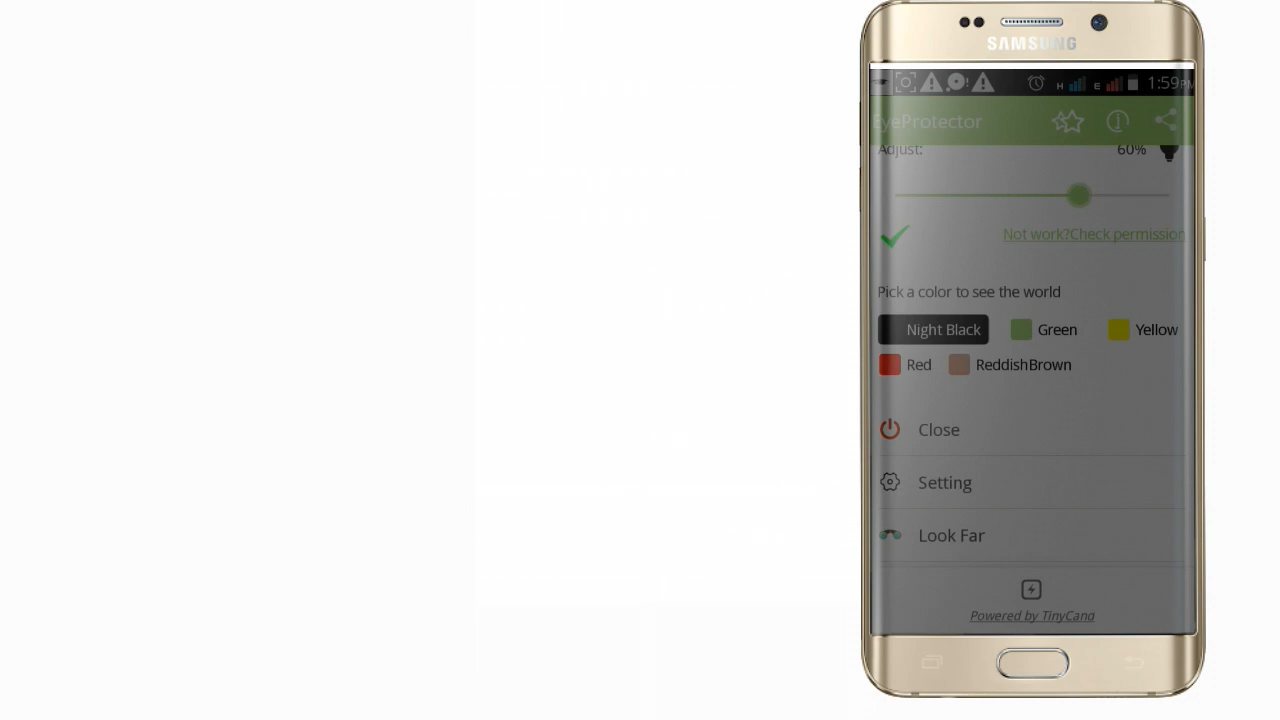 SAMSUNG
H E 1:59PM
EyeProtector
Adjust: 60%
Not work?Check permission
Pick a color to see the world
Night Black Green Yellow
Red ReddishBrown
Close
Setting
Look Far
Powered by TinyCand